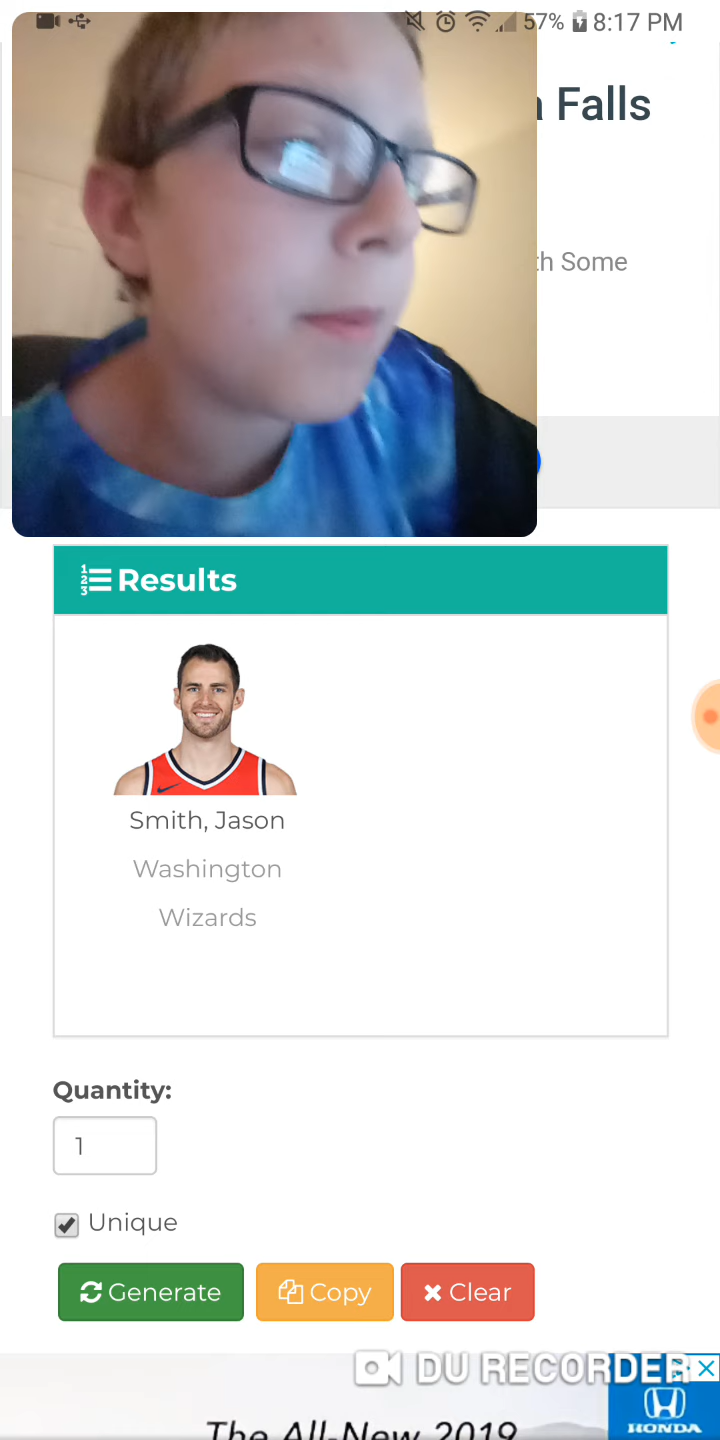 57% 8:17 PM
Falls
Some
Results
Smith, Jason
Washington
Wizards
Quantity:
1
Unique
Generate Copy Clear
DU RECORDER
HONDA
The All-New 2019